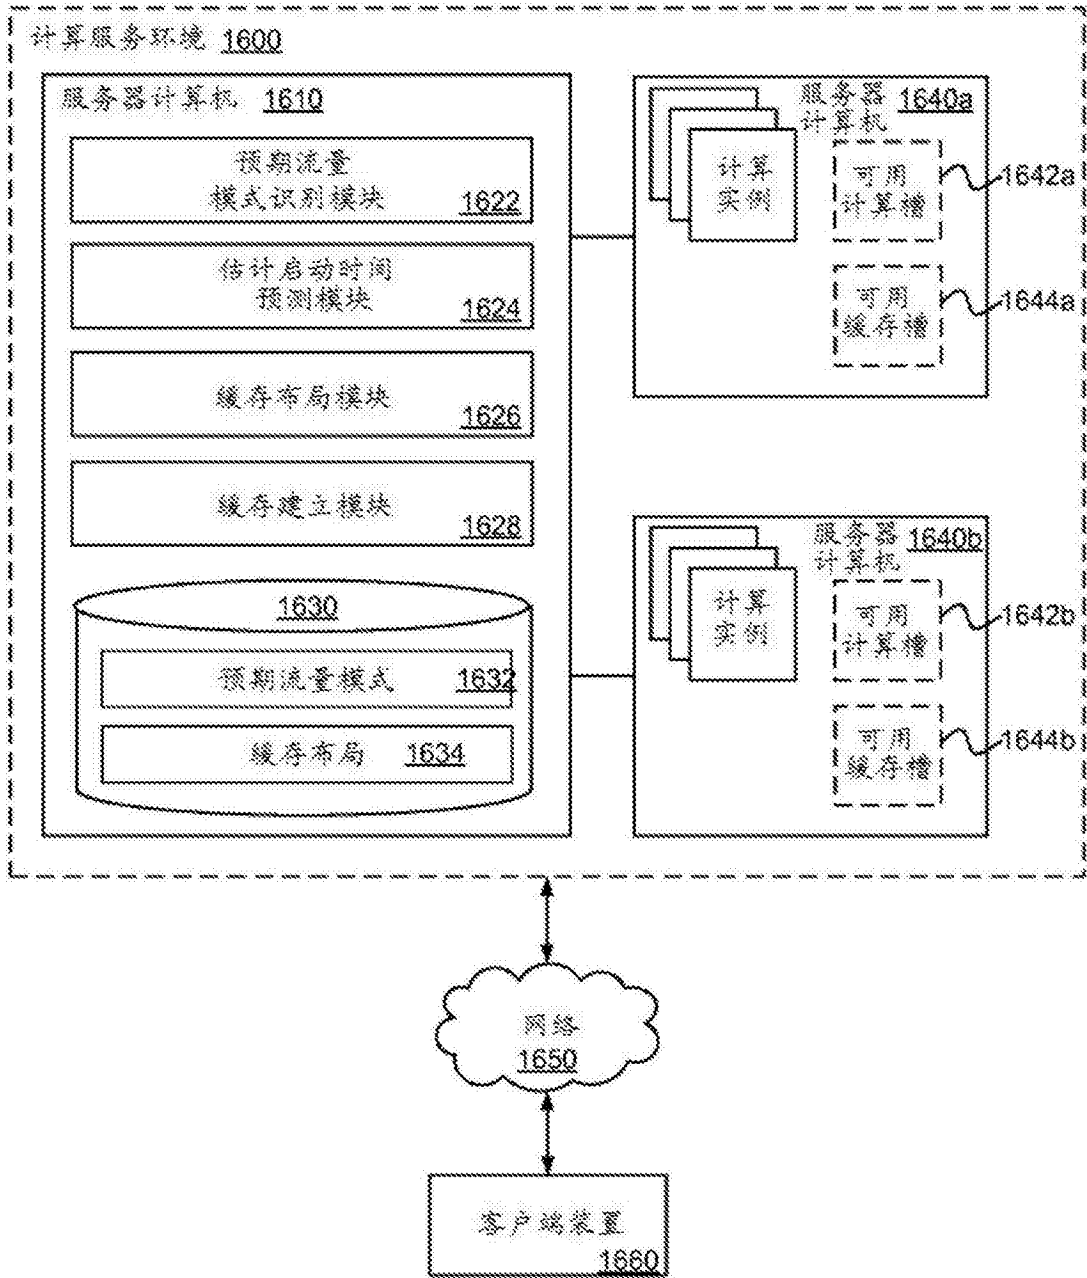 计算服务环境 1600
服务器计算机 1610
预期流量
模式识别模块 1622
估计启动时间
预测模块 1624
缓存布局模块 1626
缓存建立模块 1628
1630
预期流量模式 1632
缓存布局 1634
服务器
计算机 1640a
计算
实例
可用
计算槽
1642a
可用
缓存槽
1644a
服务器
计算机 1640b
计算
实例
可用
计算槽
1642b
可用
缓存槽
1644b
网络
1650
客户端装置
1660